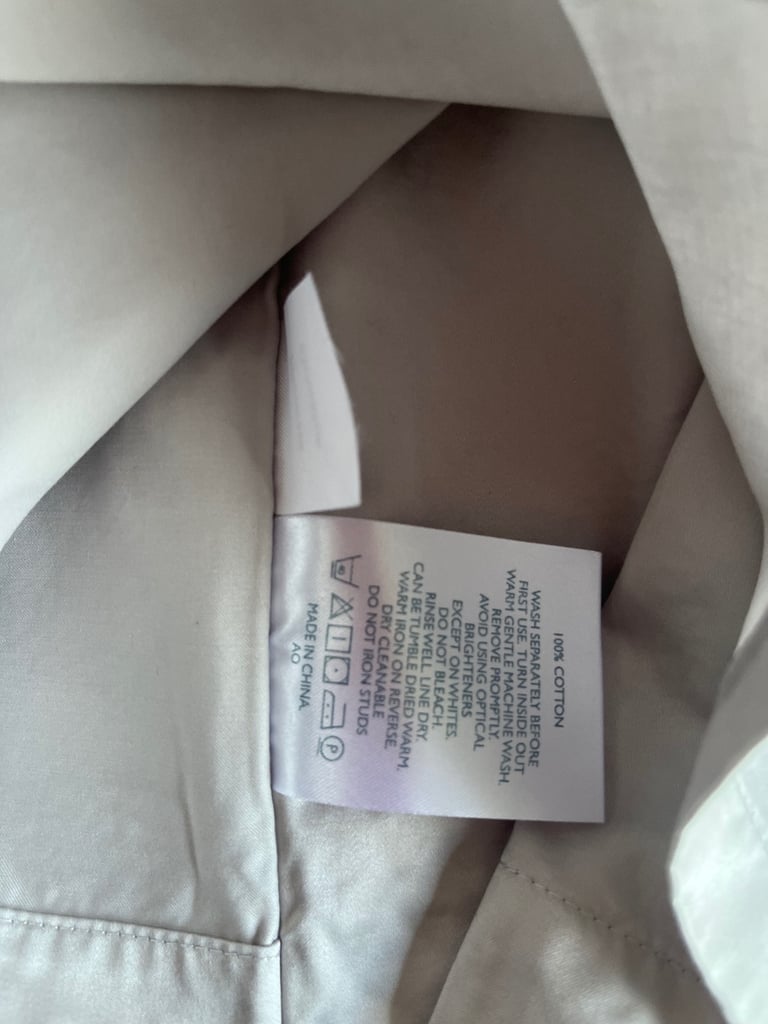 100% COTTON
WASH SEPARATELY BEFORE
FIRST USE. TURN INSIDE OUT
WARM GENTLE MACHINE WASH.
REMOVE PROMPTLY.
AVOID USING OPTICAL
BRIGHTENERS
EXCEPT ON WHITES.
DO NOT BLEACH.
RINSE WELL. LINE DRY.
CAN BE TUMBLE DRIED WARM.
WARM IRON ON REVERSE.
DRY CLEANABLE
DO NOT IRON STUDS
P
MADE IN CHINA
AO